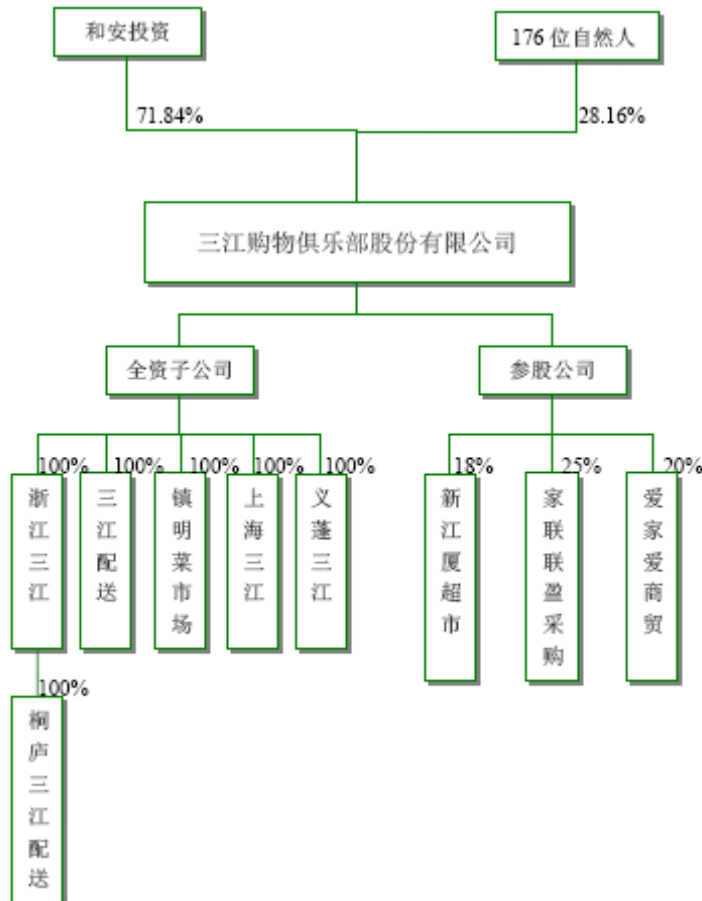 和安投资
176 位自然人
71.84%
28.16%
三江购物俱乐部股份有限公司
全资子公司
参股公司
100%
100%
100%
100%
100%
18%
25%
20%
浙江三江
三江配送
镇明菜市场
上海三江
义蓬三江
新江厦超市
家联联盈采购
爱家爱商贸
100%
桐庐三江配送